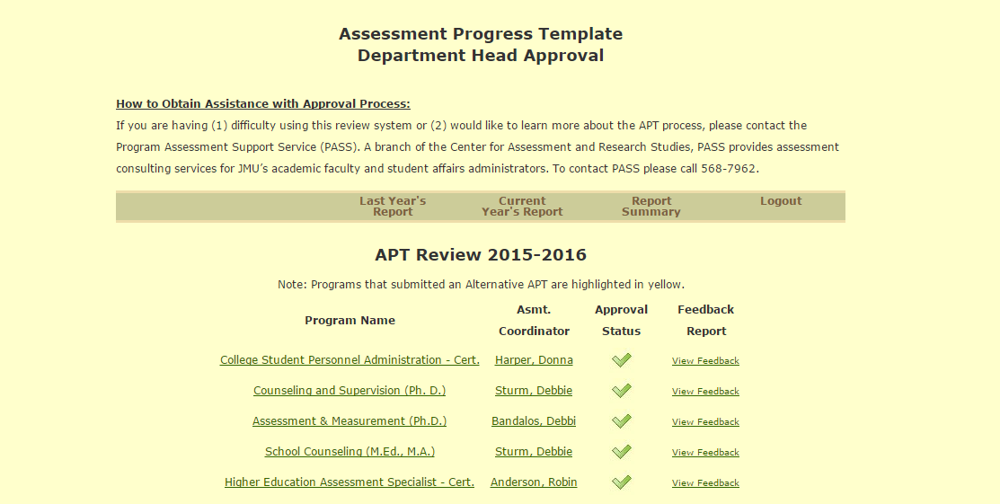 Assessment Progress Template
Department Head Approval
How to Obtain Assistance with Approval Process:
If you are having (1) difficulty using this review system or (2) would like to learn more about the APT process, please contact the
Program Assessment Support Service (PASS). A branch of the Center for Assessment and Research Studies, PASS provides assessment
consulting services for JMU’s academic faculty and student affairs administrators. To contact PASS please call 568-7962.
Last Year's Report
Current Year's Report
Report Summary
Logout
APT Review 2015-2016
Note: Programs that submitted an Alternative APT are highlighted in yellow.
Program Name Asmt. Coordinator Approval Status Feedback Report
College Student Personnel Administration - Cert. Harper, Donna View Feedback
Counseling and Supervision (Ph. D.) Sturm, Debbie View Feedback
Assessment & Measurement (Ph.D.) Bandalos, Debbi View Feedback
School Counseling (M.Ed., M.A.) Sturm, Debbie View Feedback
Higher Education Assessment Specialist - Cert. Anderson, Robin View Feedback